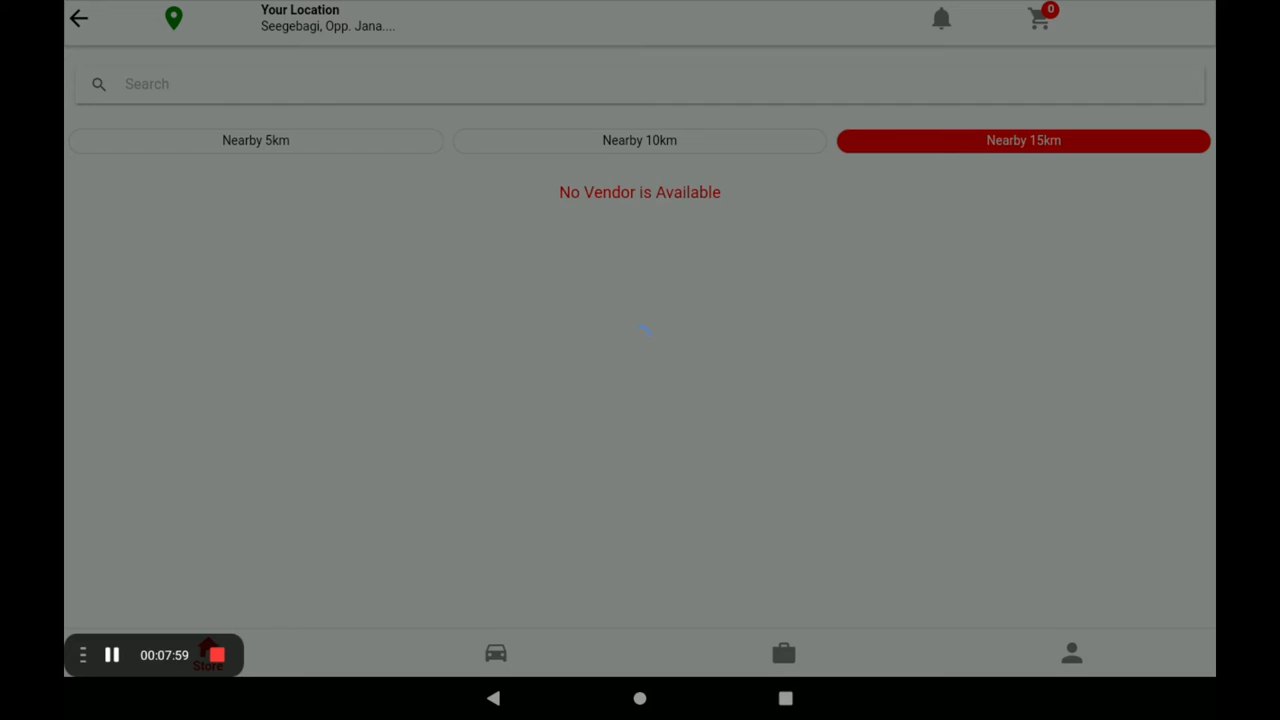 Your Location
Seegebagi, Opp. Jana....
0
Search
Nearby 5km
Nearby 10km
Nearby 15km
No Vendor is Available
00:07:59
Store